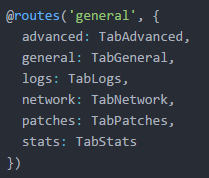 @routes('general', {
  advanced: TabAdvanced,
  general: TabGeneral,
  logs: TabLogs,
  network: TabNetwork,
  patches: TabPatches,
  stats: TabStats
})